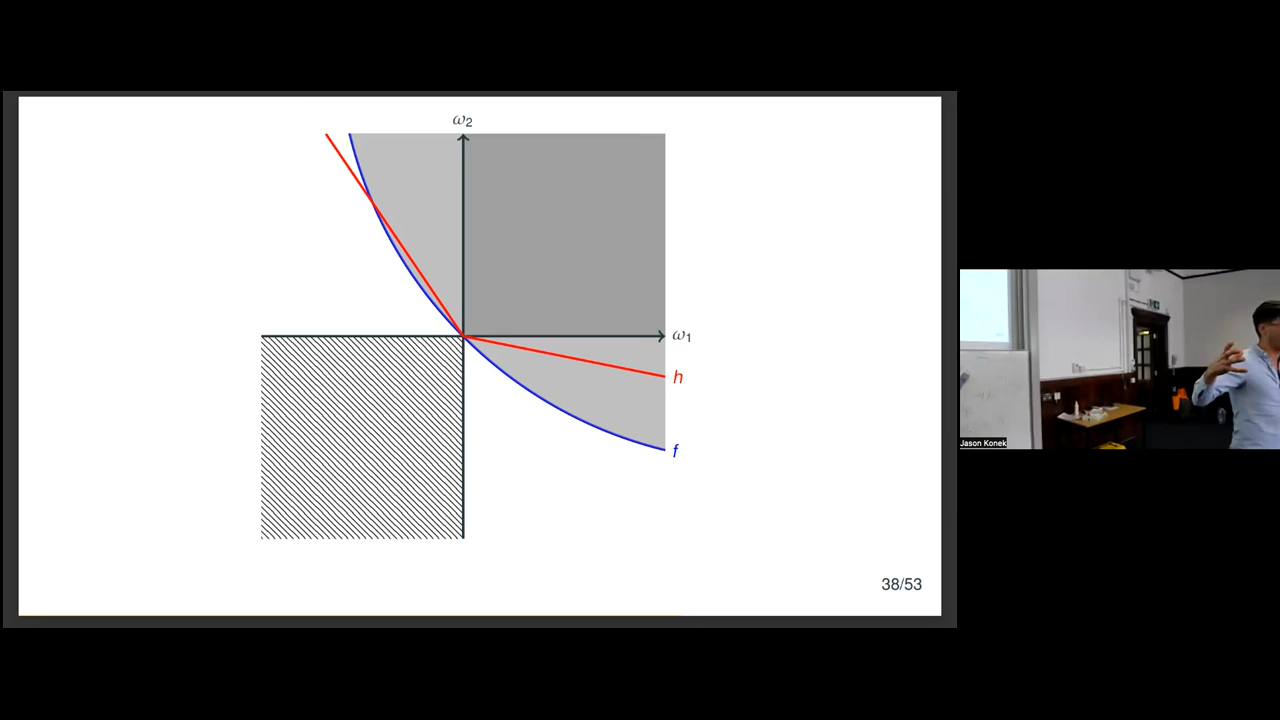 ω₂
ω₁
h
f
38/53
Jason Konek